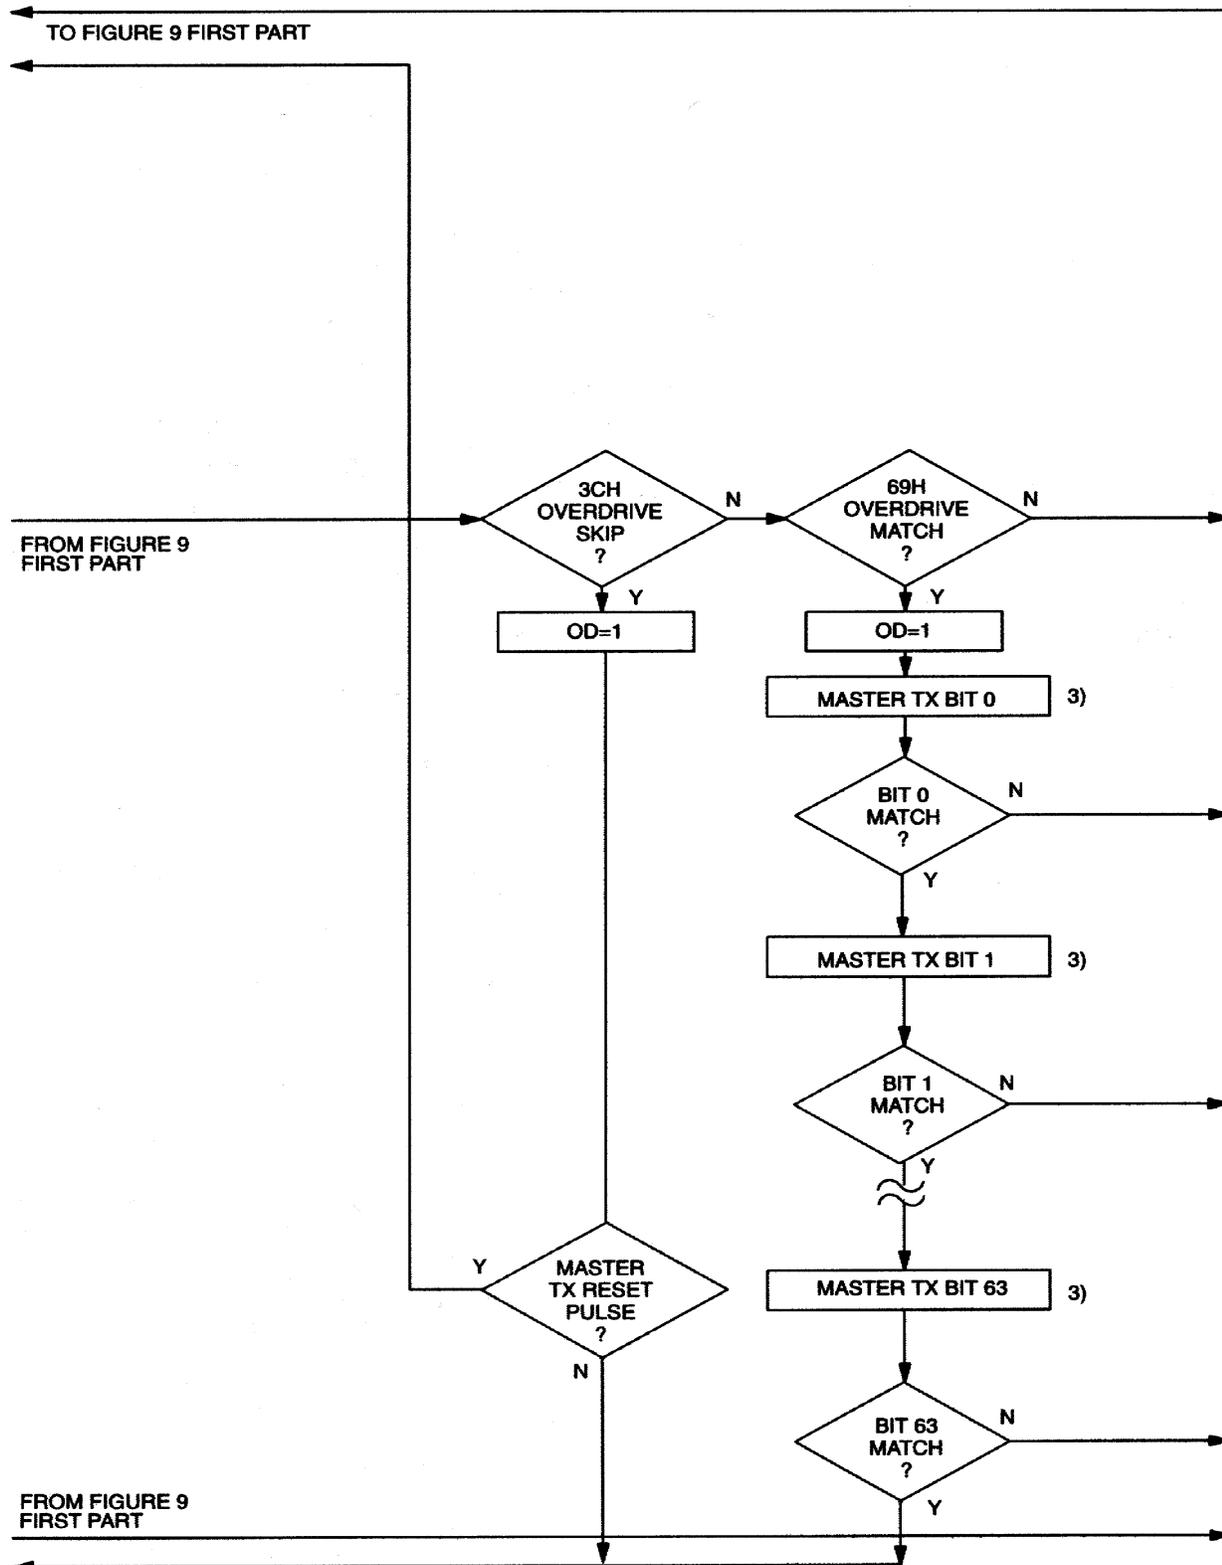 TO FIGURE 9 FIRST PART
3CH
OVERDRIVE
SKIP
?
N
69H
OVERDRIVE
MATCH
?
N
FROM FIGURE 9
FIRST PART
Y
Y
OD=1
OD=1
MASTER TX BIT 0
3)
BIT 0
MATCH
?
N
Y
MASTER TX BIT 1
3)
BIT 1
MATCH
?
N
Y
MASTER
TX RESET
PULSE
?
Y
N
MASTER TX BIT 63
3)
BIT 63
MATCH
?
N
Y
FROM FIGURE 9
FIRST PART